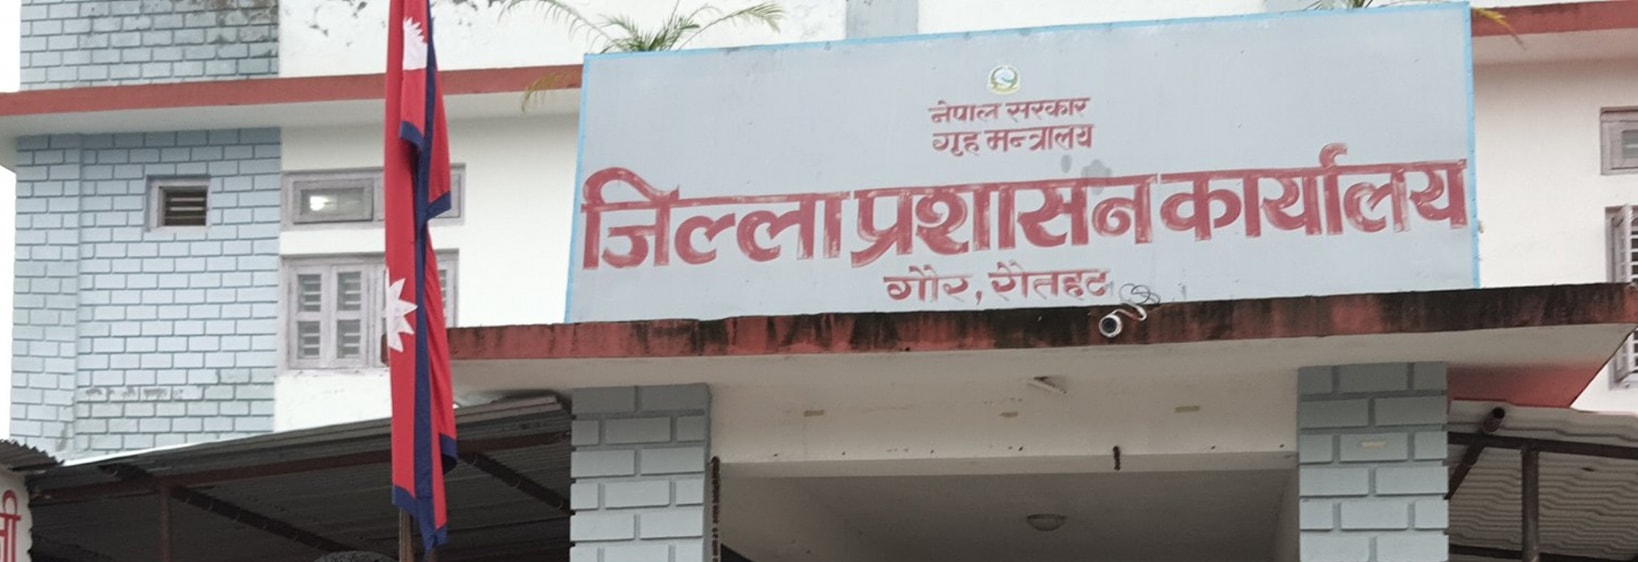 नेपाल सरकार
गृह मन्त्रालय
जिल्ला प्रशासन कार्यालय
गौर, रौतहट